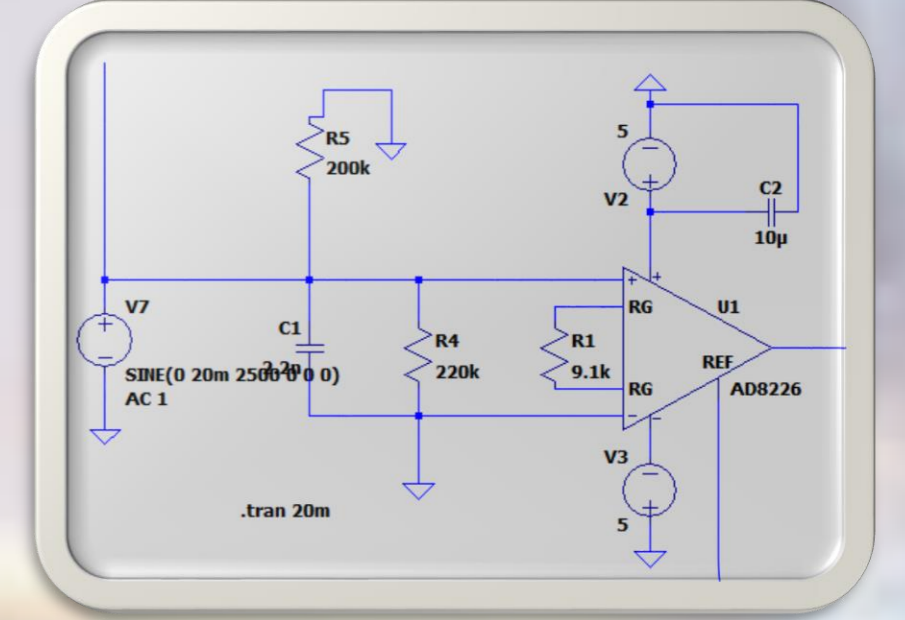 R5
200k
5
V2
C2
10µ
V7
SINE(0 20m 2500 0 0 0)
AC 1
C1
R4
220k
RG
R1
9.1k
RG
U1
REF
AD8226
V3
5
.tran 20m